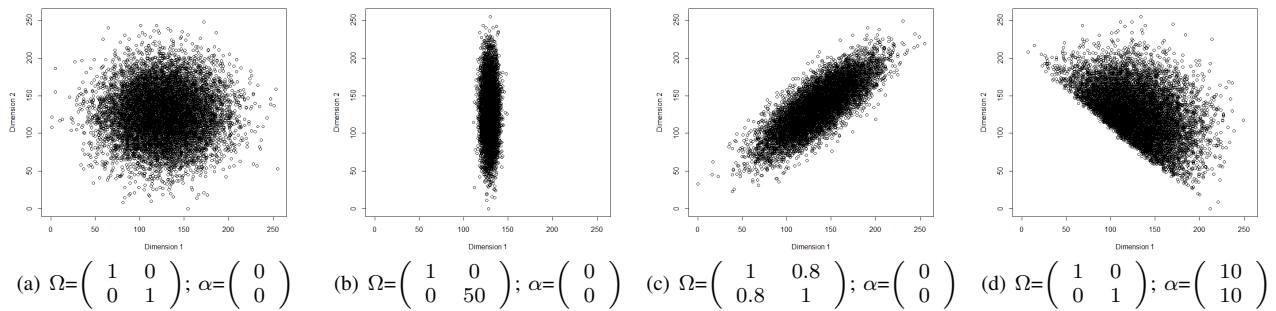 250
200
150
100
50
0
Dimension 2
0 50 100 150 200 250
Dimension 1
250
200
150
100
50
0
Dimension 2
0 50 100 150 200 250
Dimension 1
250
200
150
100
50
0
Dimension 2
0 50 100 150 200 250
Dimension 1
250
200
150
100
50
0
Dimension 2
0 50 100 150 200 250
Dimension 1
(a) Ω=( 1 0
0 1 ); α=( 0
0 )
(b) Ω=( 1 0
0 50 ); α=( 0
0 )
(c) Ω=( 1 0.8
0.8 1 ); α=( 0
0 )
(d) Ω=( 1 0
0 1 ); α=( 10
10 )